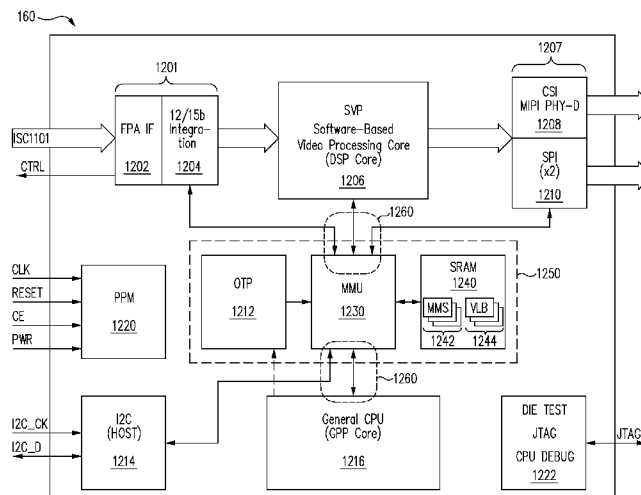 160
1201
1207
FPA IF
1202
12/15b
Integra-
tion
1204
SVP
Software-Based
Video Processing Core
(DSP Core)
1206
CSI
MIPI PHY-D
1208
SPI
(x2)
1210
ISC1101
CTRL
1260
1250
CLK
RESET
CE
PWR
PPM
1220
OTP
1212
MMU
1230
SRAM
1240
MMS
VLB
1242
1244
1260
I2C_CK
I2C_D
I2C
(HOST)
1214
General CPU
(GPP Core)
1216
DIE TEST
JTAG
CPU DEBUG
1222
JTAG